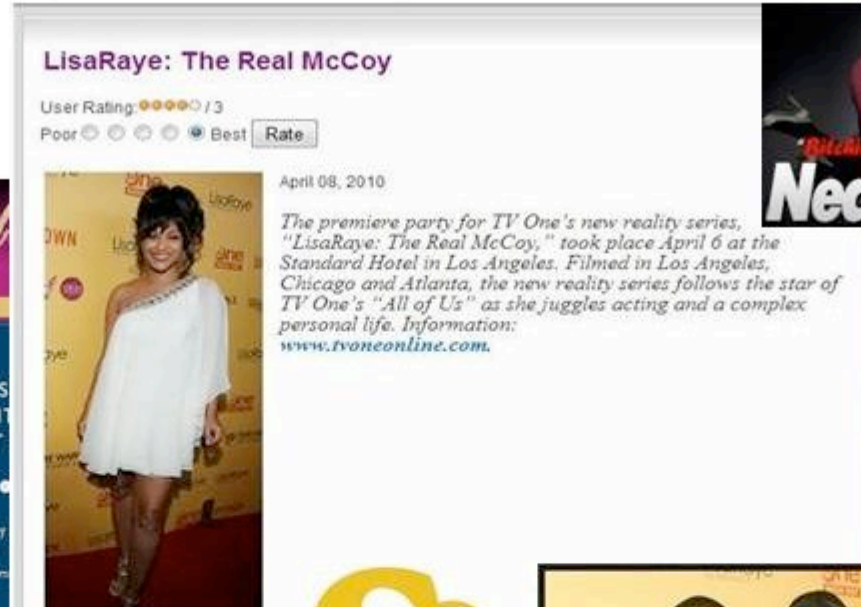 LisaRaye: The Real McCoy
User Rating: / 3
Poor Best Rate
April 08, 2010
The premiere party for TV One's new reality series,
"LisaRaye: The Real McCoy," took place April 6 at the
Standard Hotel in Los Angeles. Filmed in Los Angeles,
Chicago and Atlanta, the new reality series follows the star of
TV One's "All of Us" as she juggles acting and a complex
personal life. Information:
www.tvoneonline.com.
one
LisaRaye
one